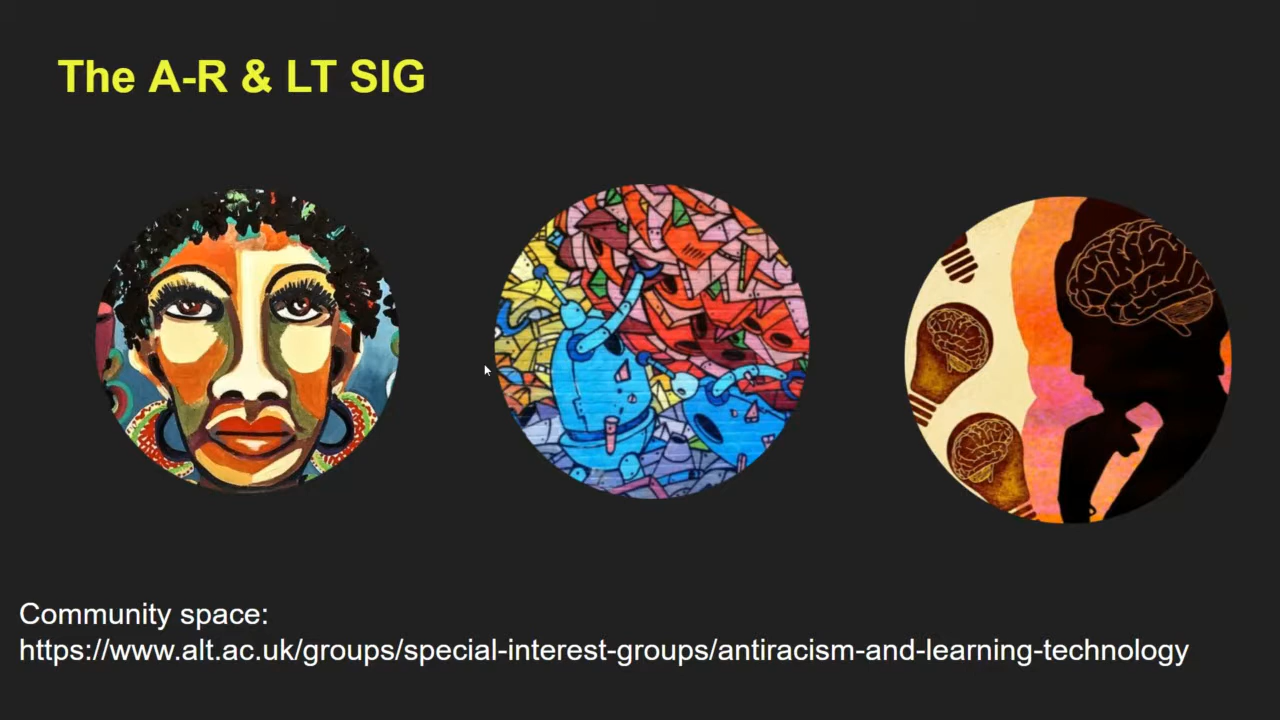 The A-R & LT SIG
Community space:
https://www.alt.ac.uk/groups/special-interest-groups/antiracism-and-learning-technology